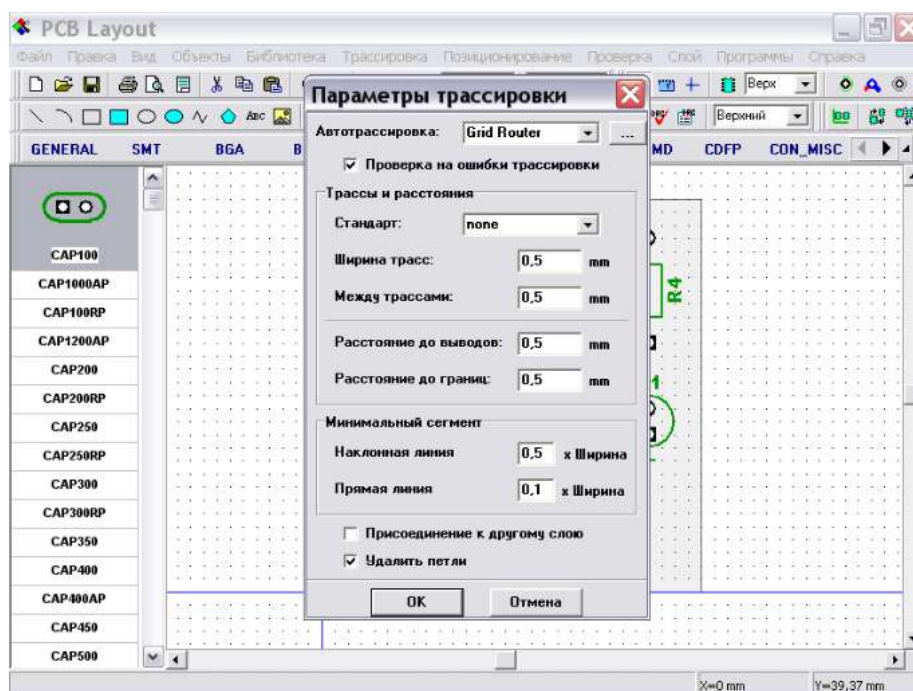 PCB Layout
Файл Правка Вид Объекты Библиотека Трассировка Позиционирование Проверка Слой Программы Справка
Верх
Abc
Верхний
GENERAL SMT BGA B MD CDFP CON_MISC
CAP100
CAP1000AP
CAP100RP
CAP1200AP
CAP200
CAP200RP
CAP250
CAP250RP
CAP300
CAP300RP
CAP350
CAP400
CAP400AP
CAP450
CAP500
Параметры трассировки
Автотрассировка: Grid Router ...
Проверка на ошибки трассировки
Трассы и расстояния
Стандарт: none
Ширина трасс: 0,5 mm
Между трассами: 0,5 mm
Расстояние до выводов: 0,5 mm
Расстояние до границ: 0,5 mm
Минимальный сегмент
Наклонная линия 0,5 x Ширина
Прямая линия 0,1 x Ширина
Присоединение к другому слою
Удалить петли
OK Отмена
R4
1
X=0 mm Y=39,37 mm